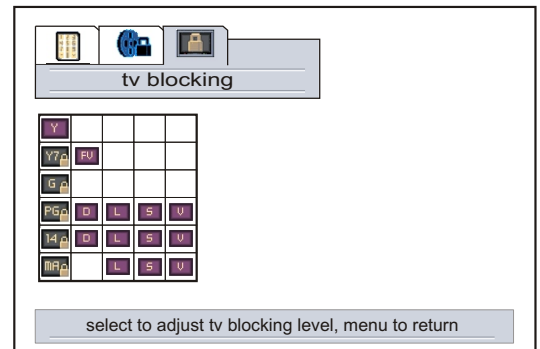 tv blocking
Y
Y7 FV
G
PG D L S V
14 D L S V
MA L S V
select to adjust tv blocking level, menu to return